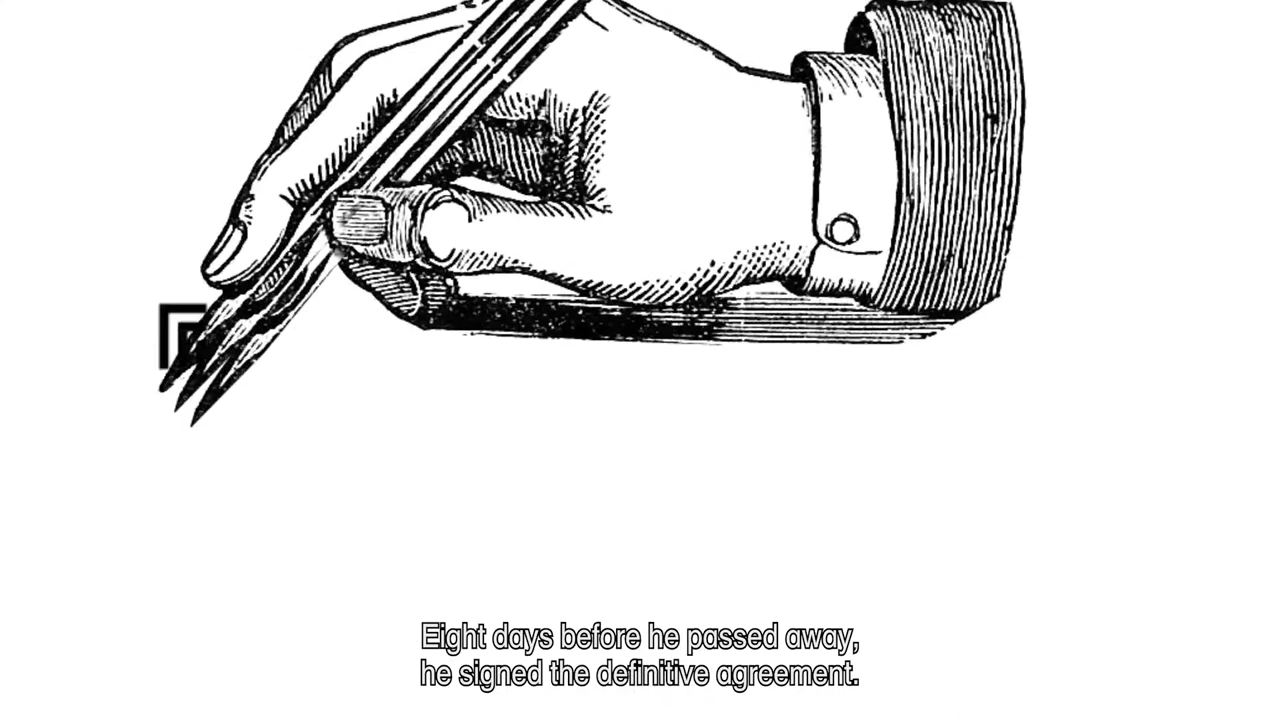 Eight days before he passed away,
he signed the definitive agreement.